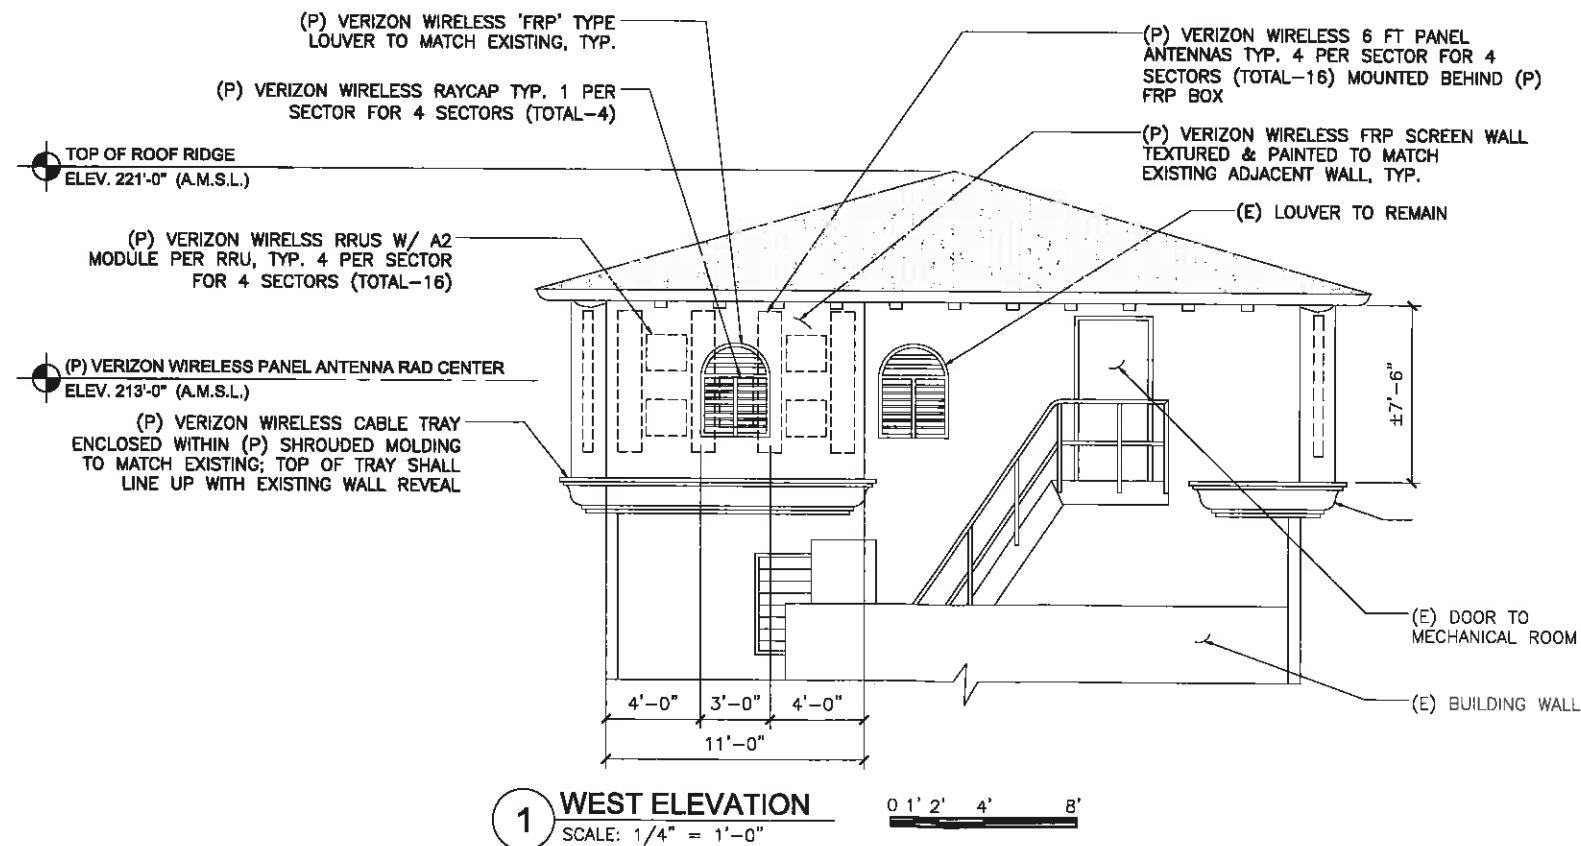 (P) VERIZON WIRELESS 'FRP' TYPE
LOUVER TO MATCH EXISTING, TYP.
(P) VERIZON WIRELESS RAYCAP TYP. 1 PER
SECTOR FOR 4 SECTORS (TOTAL-4)
TOP OF ROOF RIDGE
ELEV. 221'-0" (A.M.S.L.)
(P) VERIZON WIRELSS RRUS W/ A2
MODULE PER RRU, TYP. 4 PER SECTOR
FOR 4 SECTORS (TOTAL-16)
(P) VERIZON WIRELESS PANEL ANTENNA RAD CENTER
ELEV. 213'-0" (A.M.S.L.)
(P) VERIZON WIRELESS CABLE TRAY
ENCLOSED WITHIN (P) SHROUDED MOLDING
TO MATCH EXISTING; TOP OF TRAY SHALL
LINE UP WITH EXISTING WALL REVEAL
(P) VERIZON WIRELESS 6 FT PANEL
ANTENNAS TYP. 4 PER SECTOR FOR 4
SECTORS (TOTAL-16) MOUNTED BEHIND (P)
FRP BOX
(P) VERIZON WIRELESS FRP SCREEN WALL
TEXTURED & PAINTED TO MATCH
EXISTING ADJACENT WALL, TYP.
(E) LOUVER TO REMAIN
±7'-6"
(E) DOOR TO
MECHANICAL ROOM
(E) BUILDING WALL
4'-0" 3'-0" 4'-0"
11'-0"
1 WEST ELEVATION
SCALE: 1/4" = 1'-0"
0 1' 2' 4' 8'